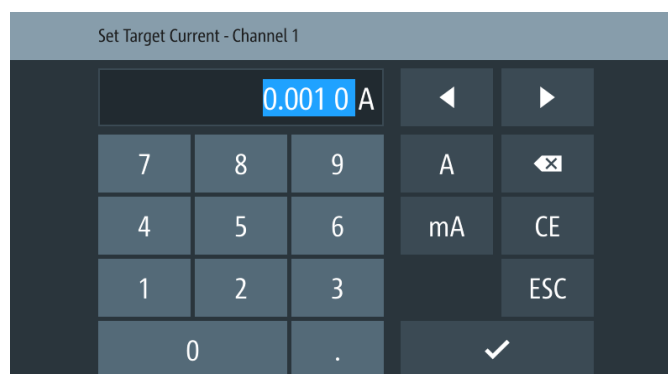 Set Target Current - Channel 1
0.001 0 A
7 8 9 A
4 5 6 mA CE
1 2 3 ESC
0 .